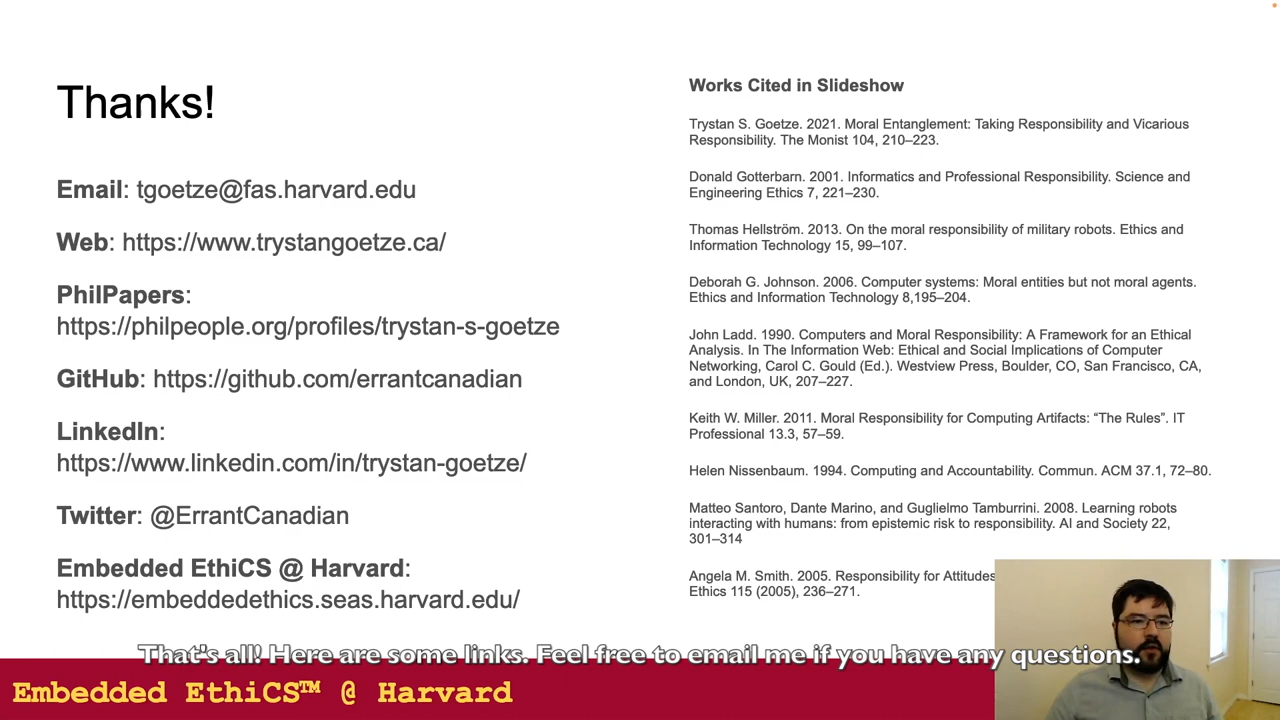 Thanks!
Email: tgoetze@fas.harvard.edu
Web: https://www.trystangoetze.ca/
PhilPapers:
https://philpeople.org/profiles/trystan-s-goetze
GitHub: https://github.com/errantcanadian
LinkedIn:
https://www.linkedin.com/in/trystan-goetze/
Twitter: @ErrantCanadian
Embedded EthiCS @ Harvard:
https://embeddedethics.seas.harvard.edu/
Works Cited in Slideshow
Trystan S. Goetze. 2021. Moral Entanglement: Taking Responsibility and Vicarious
Responsibility. The Monist 104, 210–223.
Donald Gotterbarn. 2001. Informatics and Professional Responsibility. Science and
Engineering Ethics 7, 221–230.
Thomas Hellström. 2013. On the moral responsibility of military robots. Ethics and
Information Technology 15, 99–107.
Deborah G. Johnson. 2006. Computer systems: Moral entities but not moral agents.
Ethics and Information Technology 8,195–204.
John Ladd. 1990. Computers and Moral Responsibility: A Framework for an Ethical
Analysis. In The Information Web: Ethical and Social Implications of Computer
Networking, Carol C. Gould (Ed.). Westview Press, Boulder, CO, San Francisco, CA,
and London, UK, 207–227.
Keith W. Miller. 2011. Moral Responsibility for Computing Artifacts: “The Rules”. IT
Professional 13.3, 57–59.
Helen Nissenbaum. 1994. Computing and Accountability. Commun. ACM 37.1, 72–80.
Matteo Santoro, Dante Marino, and Guglielmo Tamburrini. 2008. Learning robots
interacting with humans: from epistemic risk to responsibility. AI and Society 22,
301–314
Angela M. Smith. 2005. Responsibility for Attitudes
Ethics 115 (2005), 236–271.
That's all! Here are some links. Feel free to email me if you have any questions.
Embedded EthiCS™ @ Harvard